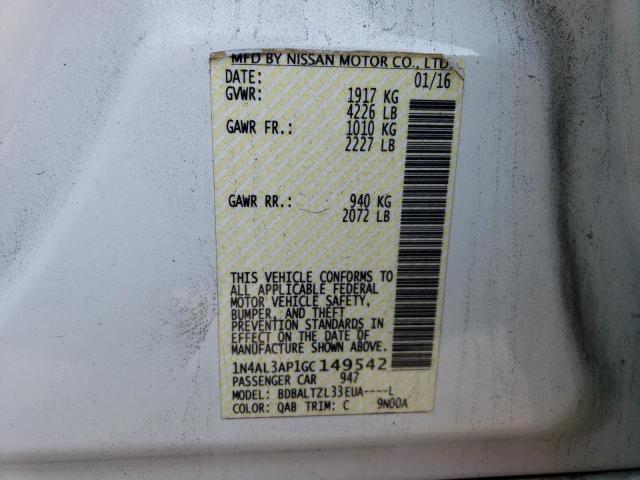 MFD BY NISSAN MOTOR CO., LTD.
DATE: 01/16
GVWR: 1917 KG
4226 LB
GAWR FR.: 1010 KG
2227 LB
GAWR RR.: 940 KG
2072 LB
THIS VEHICLE CONFORMS TO
ALL APPLICABLE FEDERAL
MOTOR VEHICLE SAFETY,
BUMPER, AND THEFT
PREVENTION STANDARDS IN
EFFECT ON THE DATE OF
MANUFACTURE SHOWN ABOVE.
1N4AL3AP1GC149542
PASSENGER CAR 947
MODEL: BDBALTZL33EUA----L
COLOR: QAB TRIM: C 9N00A